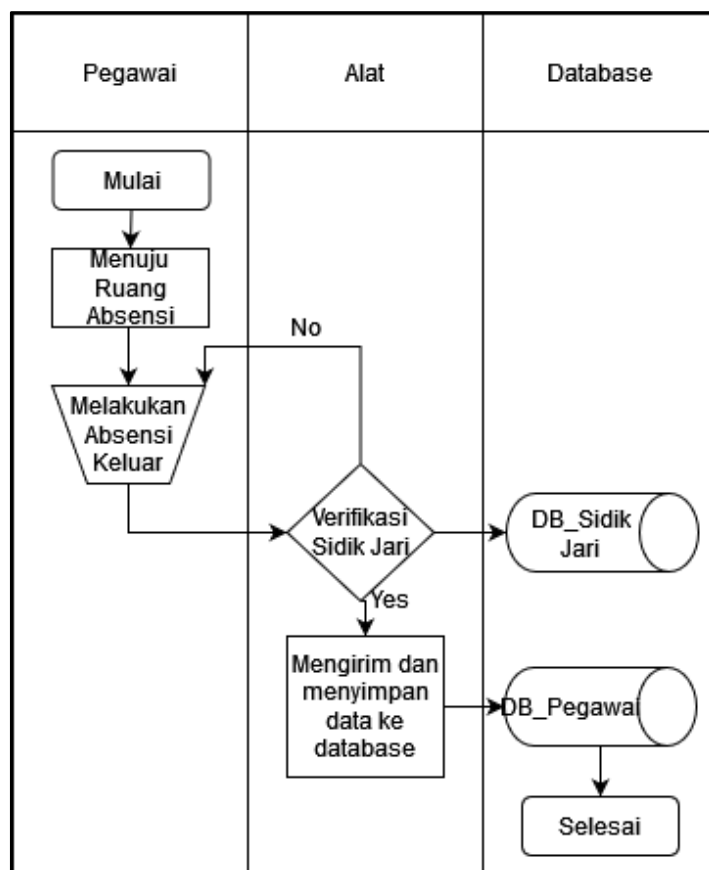 Pegawai
Alat
Database
Mulai
Menuju
Ruang
Absensi
No
Melakukan
Absensi
Keluar
Verifikasi
Sidik Jari
DB_Sidik
Jari
Yes
Mengirim dan
menyimpan
data ke
database
DB_Pegawai
Selesai